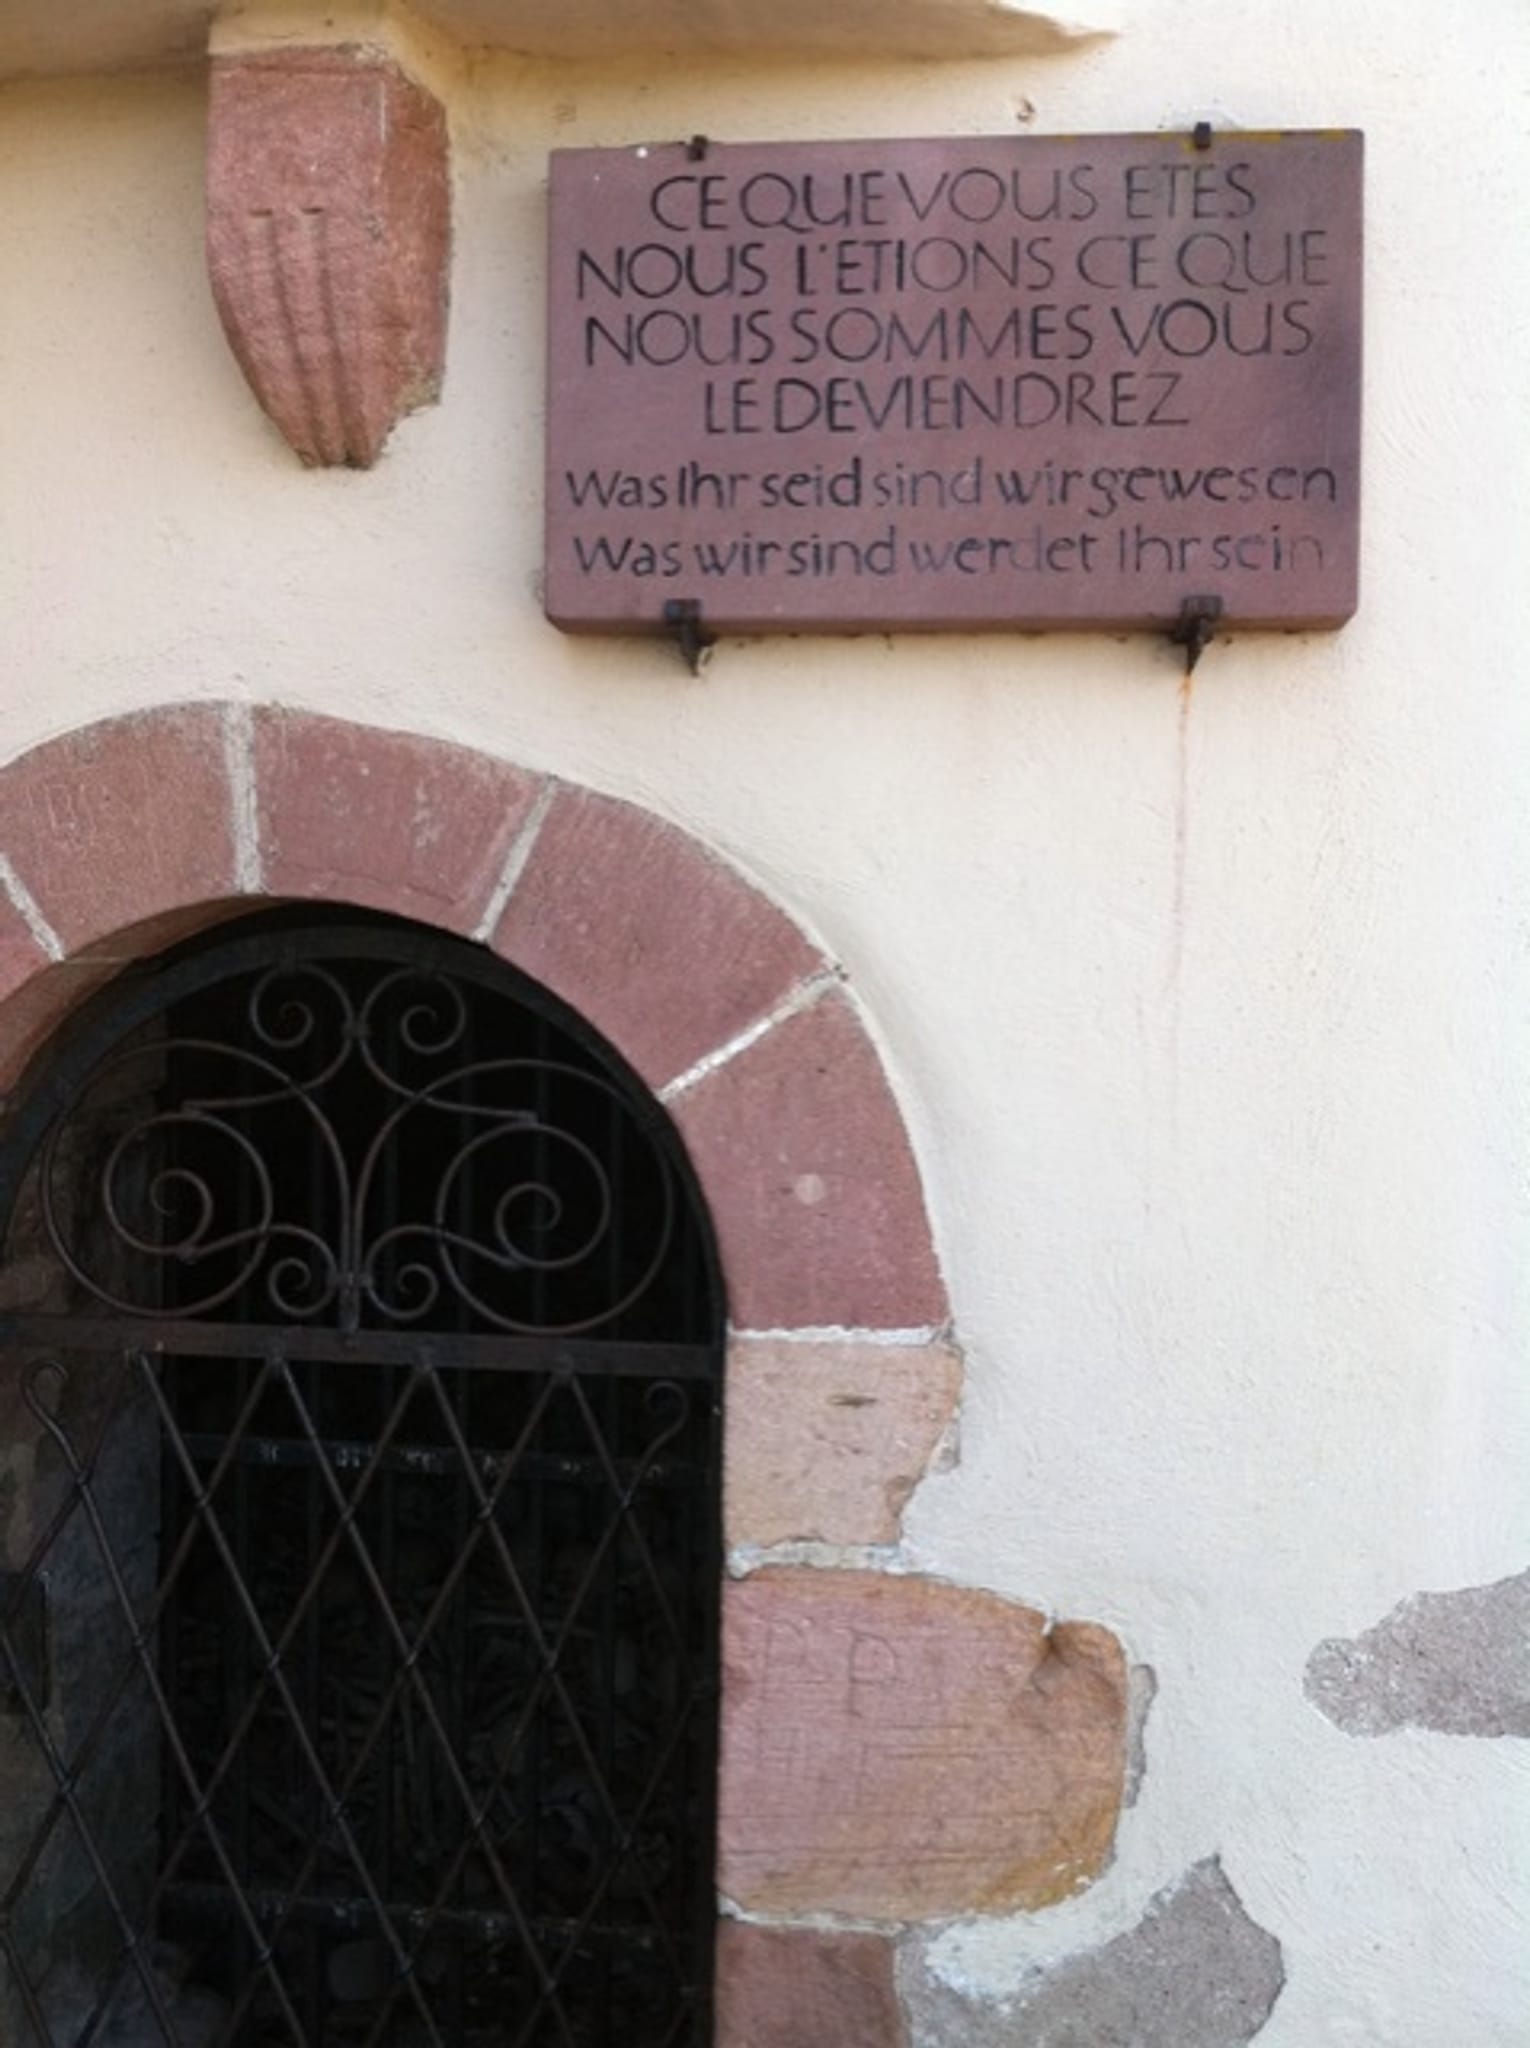 CE QUE VOUS ETES
NOUS L'ETIONS CE QUE
NOUS SOMMES VOUS
LE DEVIENDREZ
Was Ihr seid sind wir gewesen
Was wir sind werdet Ihr sein
P P